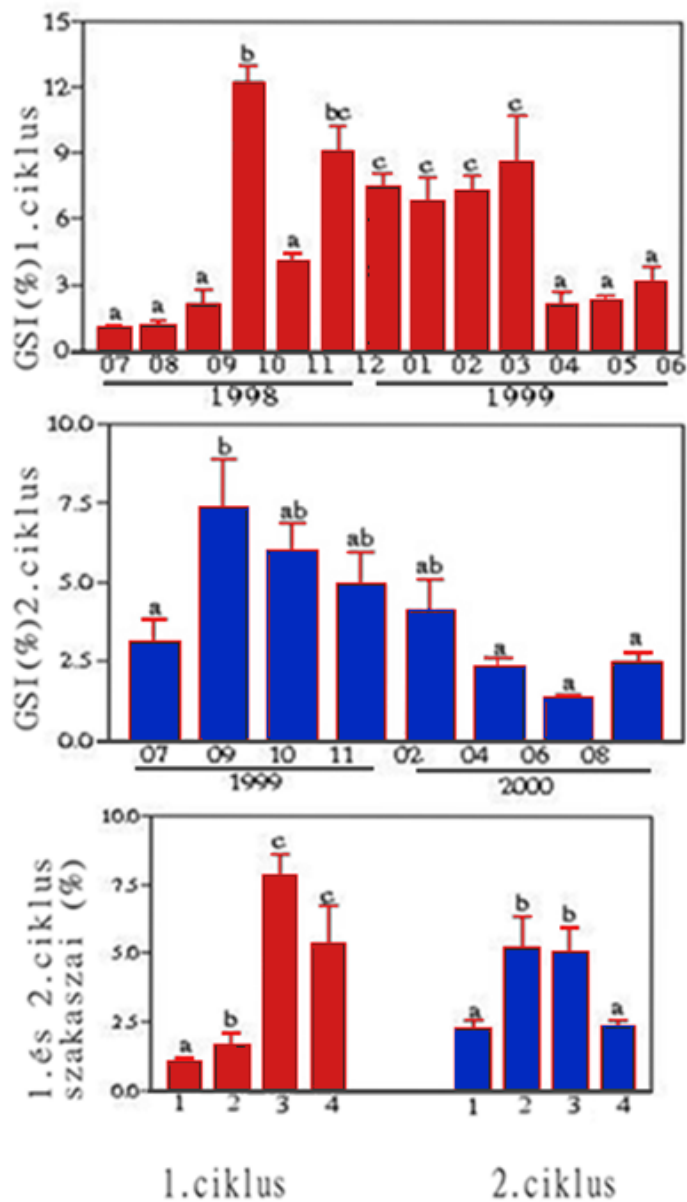 GSI(%)1.ciklus
15
12
9
6
3
0
a a a b a bc c c c c a a a
07 08 09 10 11 12 01 02 03 04 05 06
1998 1999
GSI(%)2.ciklus
10.0
7.5
5.0
2.5
0.0
a b ab ab ab a a a
07 09 10 11 02 04 06 08
1999 2000
1.és 2.ciklus
szakaszai (%)
10.0
7.5
5.0
2.5
0.0
a b c c a b b a
1 2 3 4 1 2 3 4
1.ciklus 2.ciklus